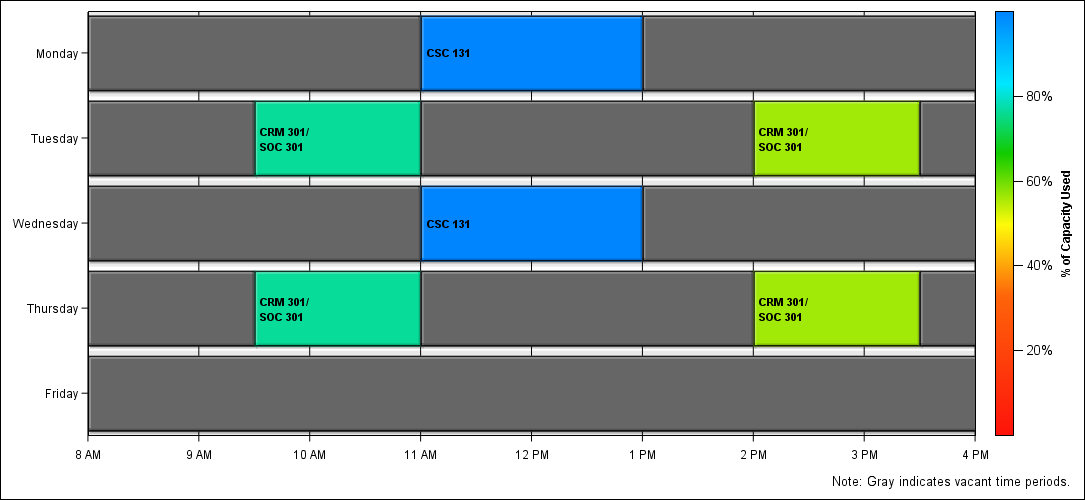 Monday
CSC 131
Tuesday
CRM 301/
SOC 301
CRM 301/
SOC 301
Wednesday
CSC 131
Thursday
CRM 301/
SOC 301
CRM 301/
SOC 301
Friday
8 AM
9 AM
10 AM
11 AM
12 PM
1 PM
2 PM
3 PM
4 PM
80%
60%
40%
20%
% of Capacity Used
Note: Gray indicates vacant time periods.